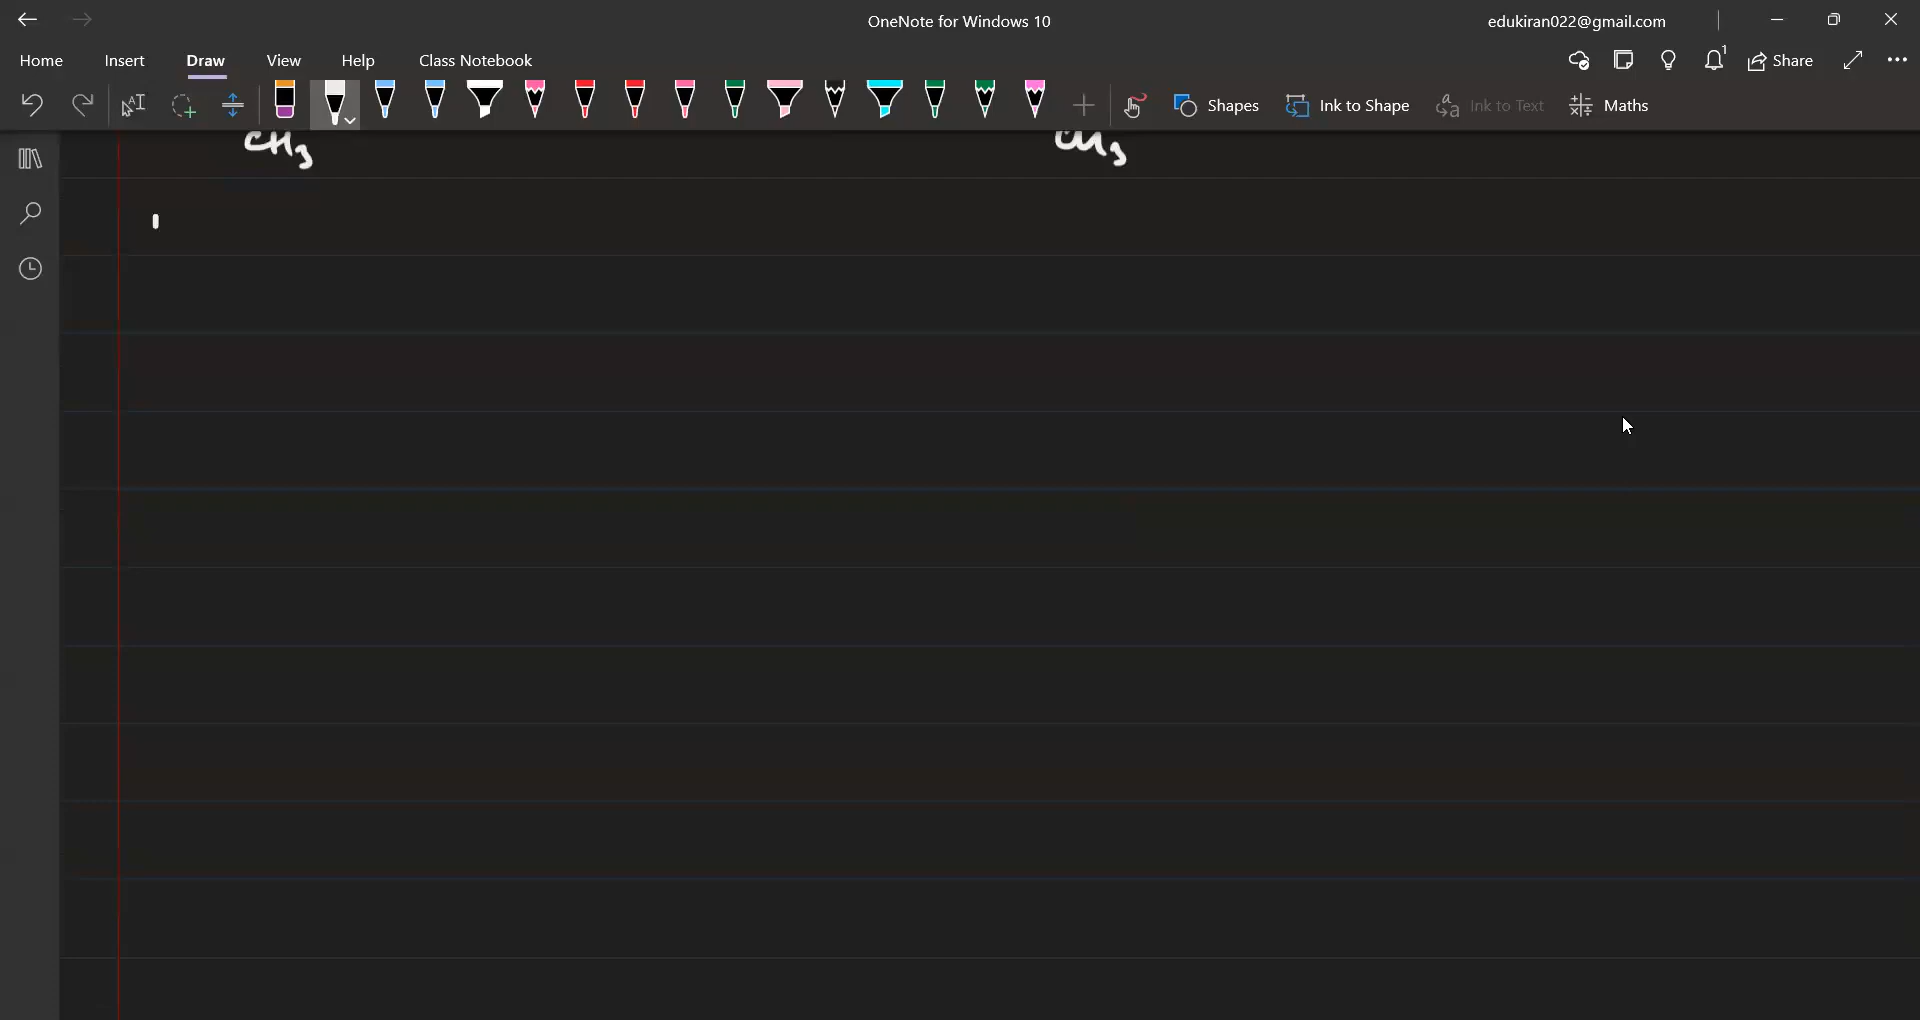 OneNote for Windows 10
edukiran022@gmail.com
Home Insert Draw View Help Class Notebook
1
Share
Shapes
Ink to Shape
Ink to Text
Maths
CH3 CH3